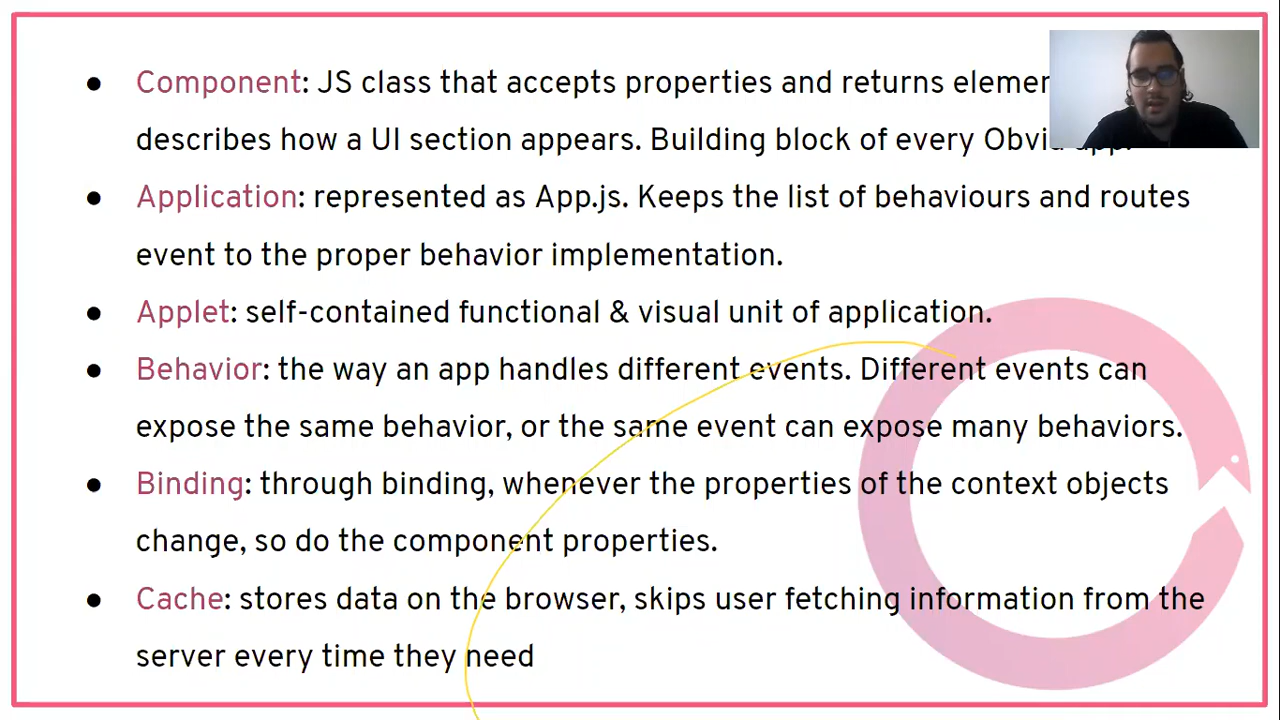 ● Component: JS class that accepts properties and returns
describes how a UI section appears. Building block of every
● Application: represented as App.js. Keeps the list of behaviours and routes
event to the proper behavior implementation.
● Applet: self-contained functional & visual unit of application.
● Behavior: the way an app handles different events. Different events can
expose the same behavior, or the same event can expose many behaviors.
● Binding: through binding, whenever the properties of the context objects
change, so do the component properties.
● Cache: stores data on the browser, skips user fetching information from the
server every time they need